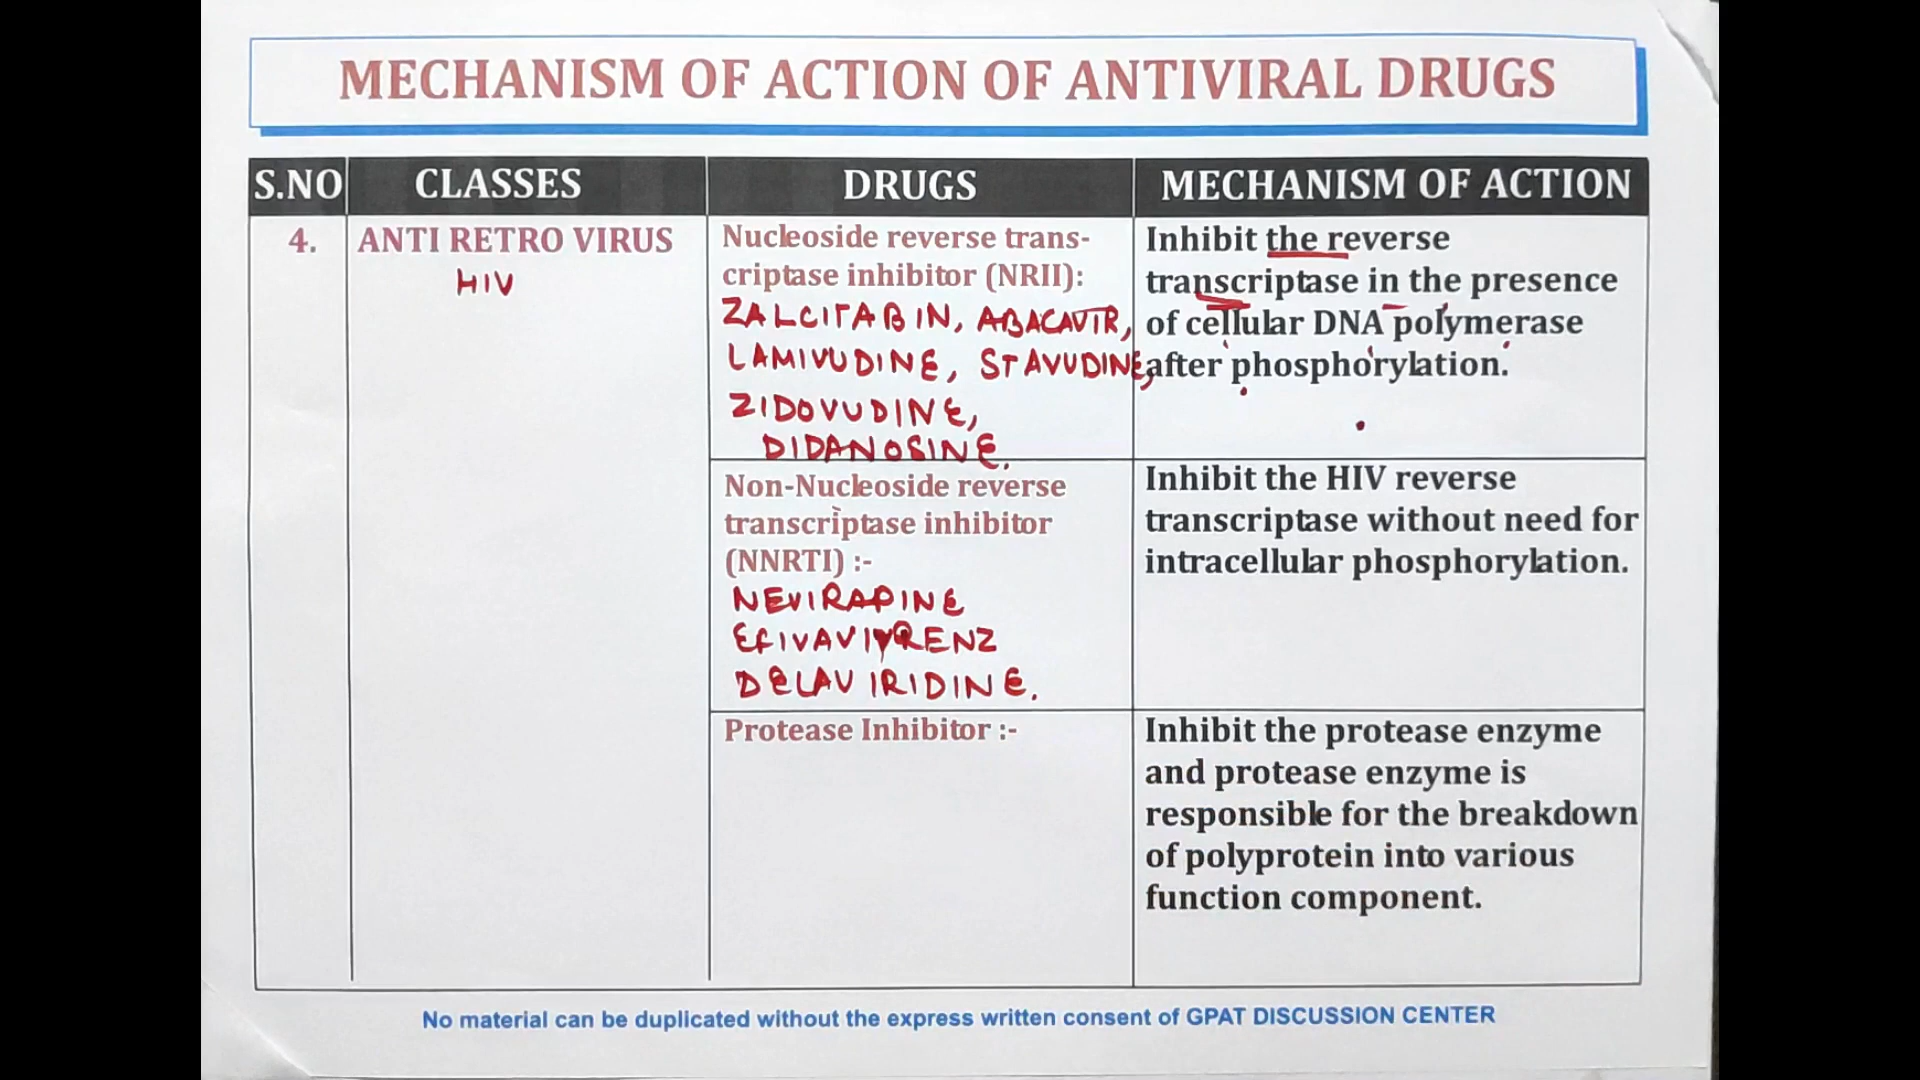 MECHANISM OF ACTION OF ANTIVIRAL DRUGS
S.NO CLASSES DRUGS MECHANISM OF ACTION
4. ANTI RETRO VIRUS
HIV
Nucleoside reverse trans-
criptase inhibitor (NRII):
ZALCITABIN, ABACAVIR,
LAMIVUDINE, STAVUDINE,
ZIDOVUDINE,
DIDANOSINE.
Inhibit the reverse
transcriptase in the presence
of cellular DNA polymerase
after phosphorylation.
Non-Nucleoside reverse
transcriptase inhibitor
(NNRTI) :-
NEVIRAPINE
EFIVAVIRENZ
DELAVIRIDINE.
Inhibit the HIV reverse
transcriptase without need for
intracellular phosphorylation.
Protease Inhibitor :-
Inhibit the protease enzyme
and protease enzyme is
responsible for the breakdown
of polyprotein into various
function component.
No material can be duplicated without the express written consent of GPAT DISCUSSION CENTER